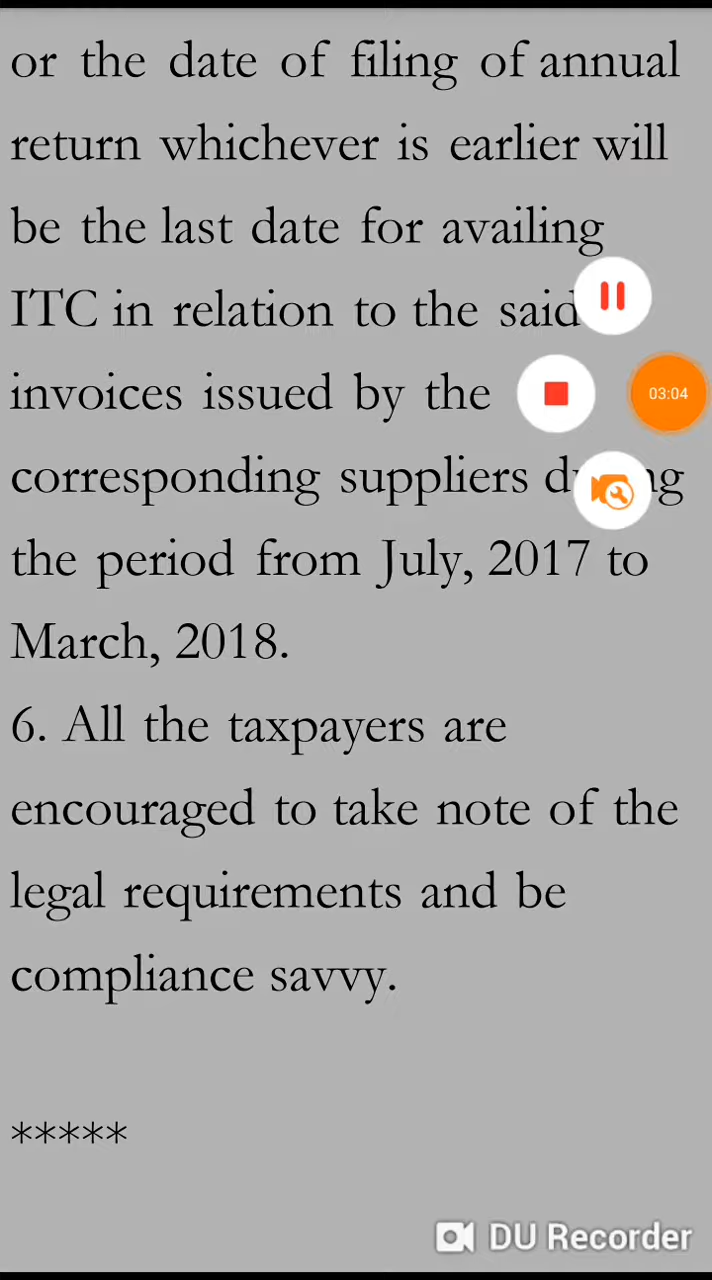 or the date of filing of annual
return whichever is earlier will
be the last date for availing
ITC in relation to the said
invoices issued by the
03:04
corresponding suppliers
the period from July, 2017 to
March, 2018.
6. All the taxpayers are
encouraged to take note of the
legal requirements and be
compliance savvy.
*****
DU Recorder